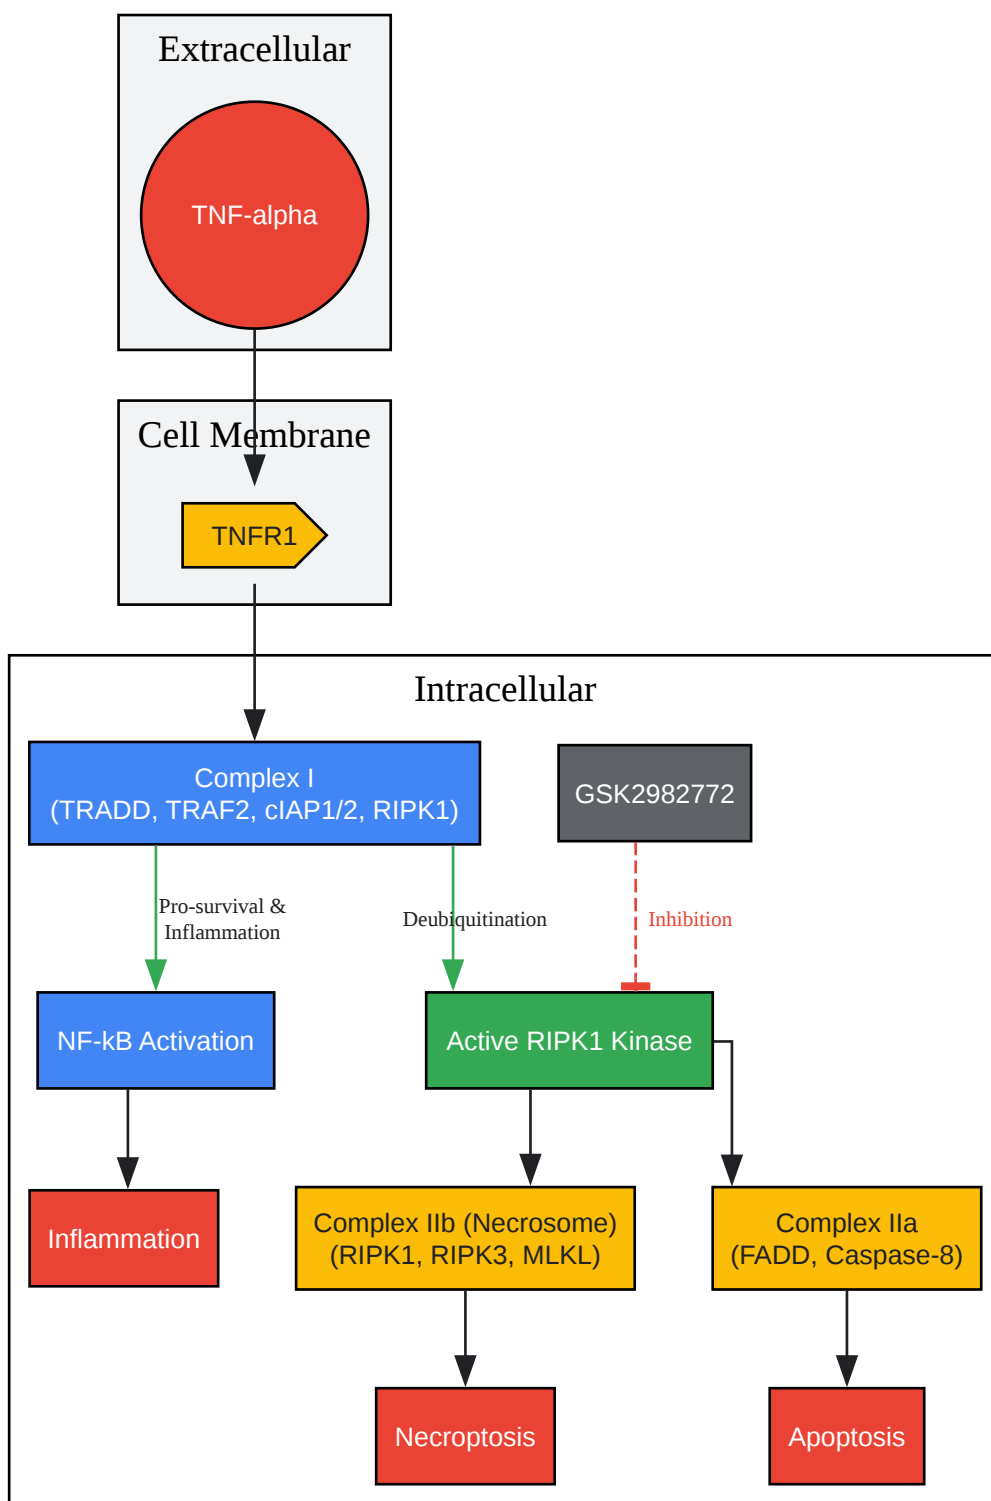 Extracellular
TNF-alpha
Cell Membrane
TNFR1
Intracellular
Complex I
(TRADD, TRAF2, cIAP1/2, RIPK1)
GSK2982772
Pro-survival &
Inflammation
Deubiquitination
Inhibition
NF-kB Activation
Active RIPK1 Kinase
Inflammation
Complex IIb (Necrosome)
(RIPK1, RIPK3, MLKL)
Complex IIa
(FADD, Caspase-8)
Necroptosis
Apoptosis